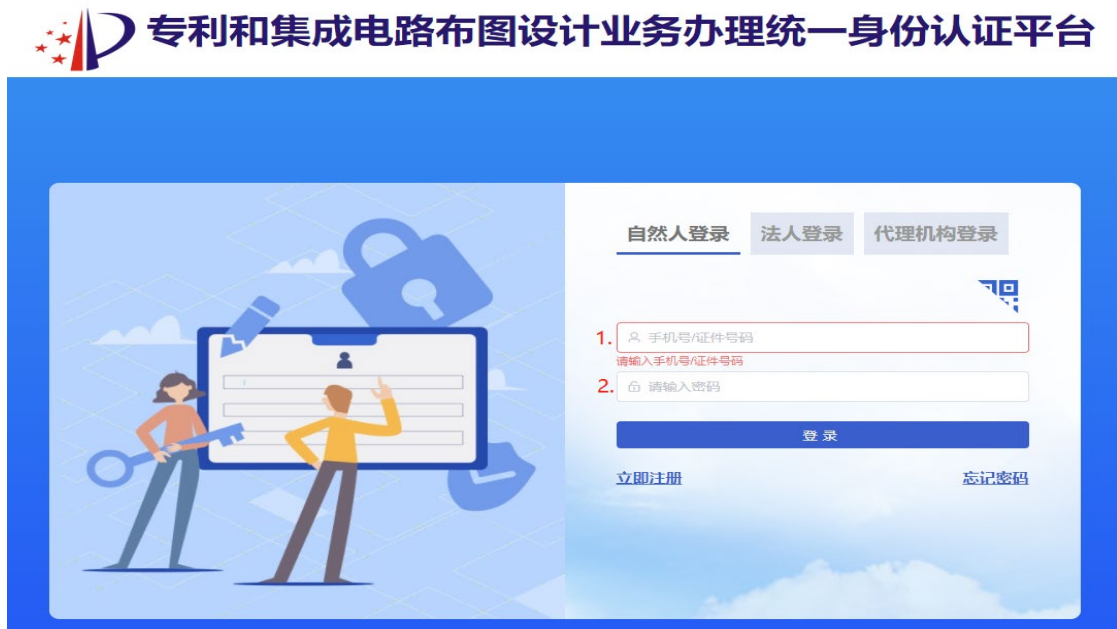 专利和集成电路布图设计业务办理统一身份认证平台
自然人登录 法人登录 代理机构登录
1. 手机号/证件号码
请输入手机号/证件号码
2. 请输入密码
登录
立即注册 忘记密码